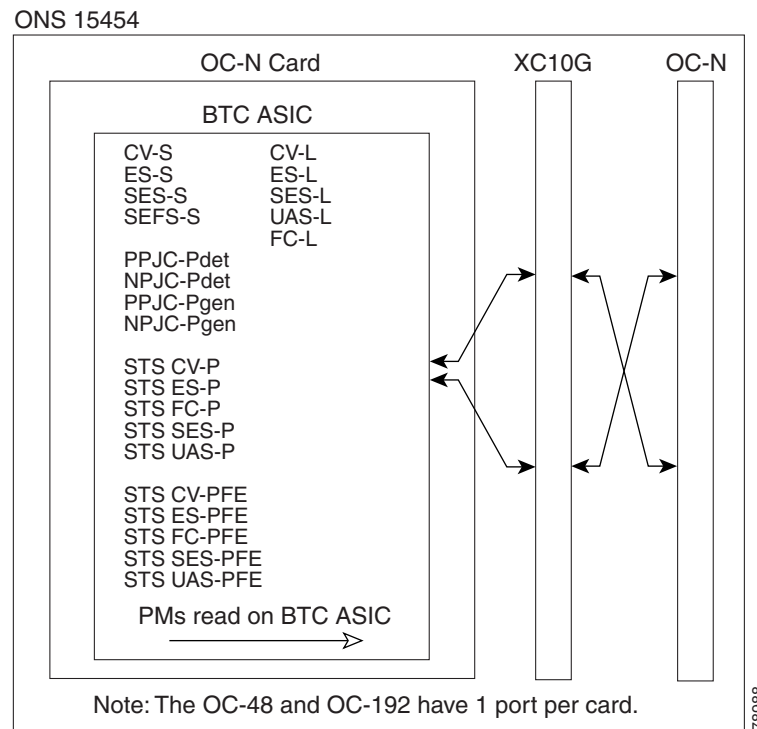 ONS 15454
OC-N Card
XC10G
OC-N
BTC ASIC
CV-S
ES-S
SES-S
SEFS-S
CV-L
ES-L
SES-L
UAS-L
FC-L
PPJC-Pdet
NPJC-Pdet
PPJC-Pgen
NPJC-Pgen
STS CV-P
STS ES-P
STS FC-P
STS SES-P
STS UAS-P
STS CV-PFE
STS ES-PFE
STS FC-PFE
STS SES-PFE
STS UAS-PFE
PMs read on BTC ASIC
Note: The OC-48 and OC-192 have 1 port per card.
78988